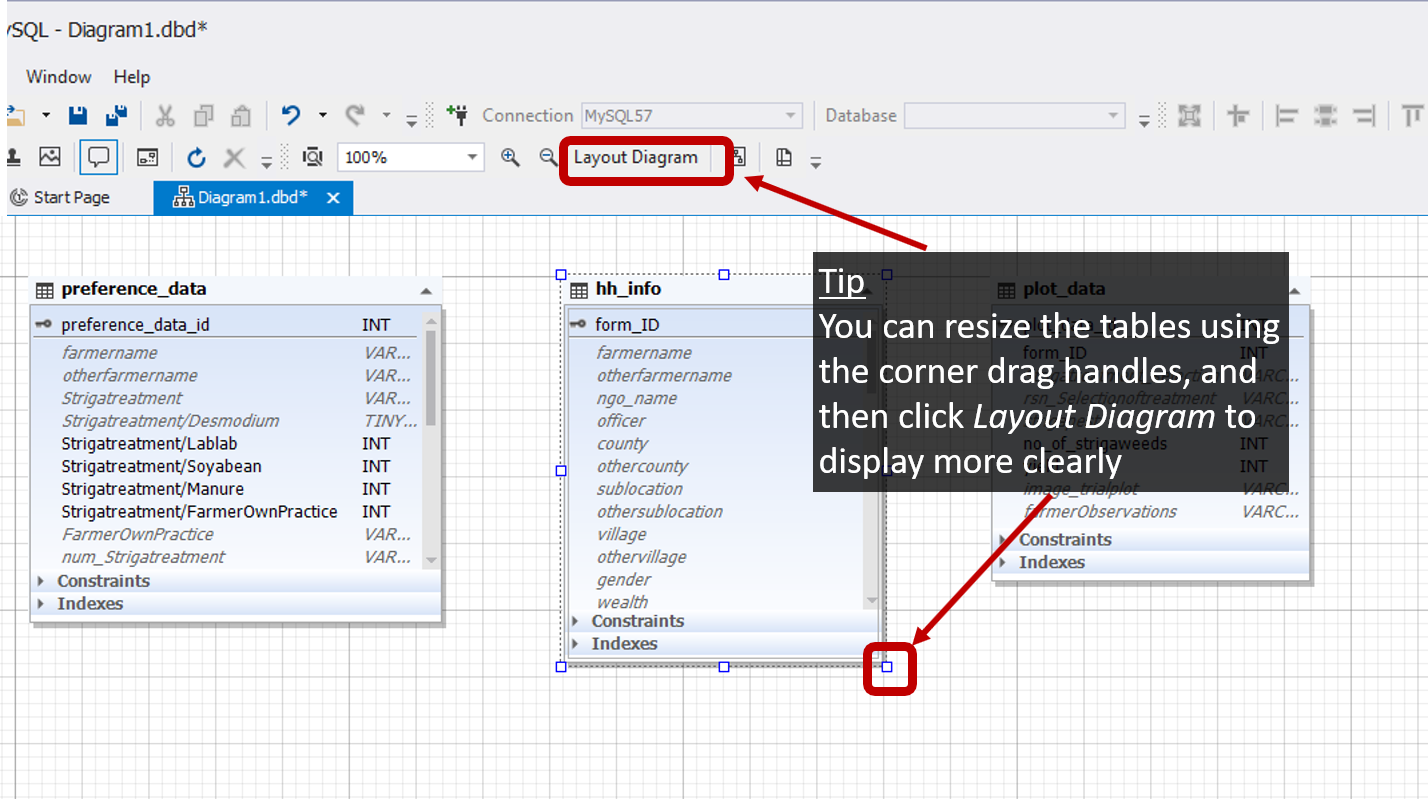 ySQL - Diagram1.dbd*
Window Help
Connection MySQL57 Database
100% Layout Diagram
Start Page Diagram1.dbd*
preference_data
preference_data_id INT
farmername VAR...
otherfarmername VAR...
Strigatreatment VAR...
Strigatreatment/Desmodium TINY...
Strigatreatment/Lablab INT
Strigatreatment/Soyabean INT
Strigatreatment/Manure INT
Strigatreatment/FarmerOwnPractice INT
FarmerOwnPractice VAR...
num_Strigatreatment VAR...
Constraints
Indexes
hh_info
form_ID
farmername
otherfarmername
ngo_name
officer
county
othercounty
sublocation
othersublocation
village
othervillage
gender
wealth
Constraints
Indexes
Tip
You can resize the tables using
the corner drag handles, and
then click Layout Diagram to
display more clearly
plot_data
INT
form_ID INT
VARC...
rsn_Selectionoftreatment VARC...
VARC...
no_of_strigaweeds INT
INT
image_trialplot VARC...
farmerObservations VARC...
Constraints
Indexes